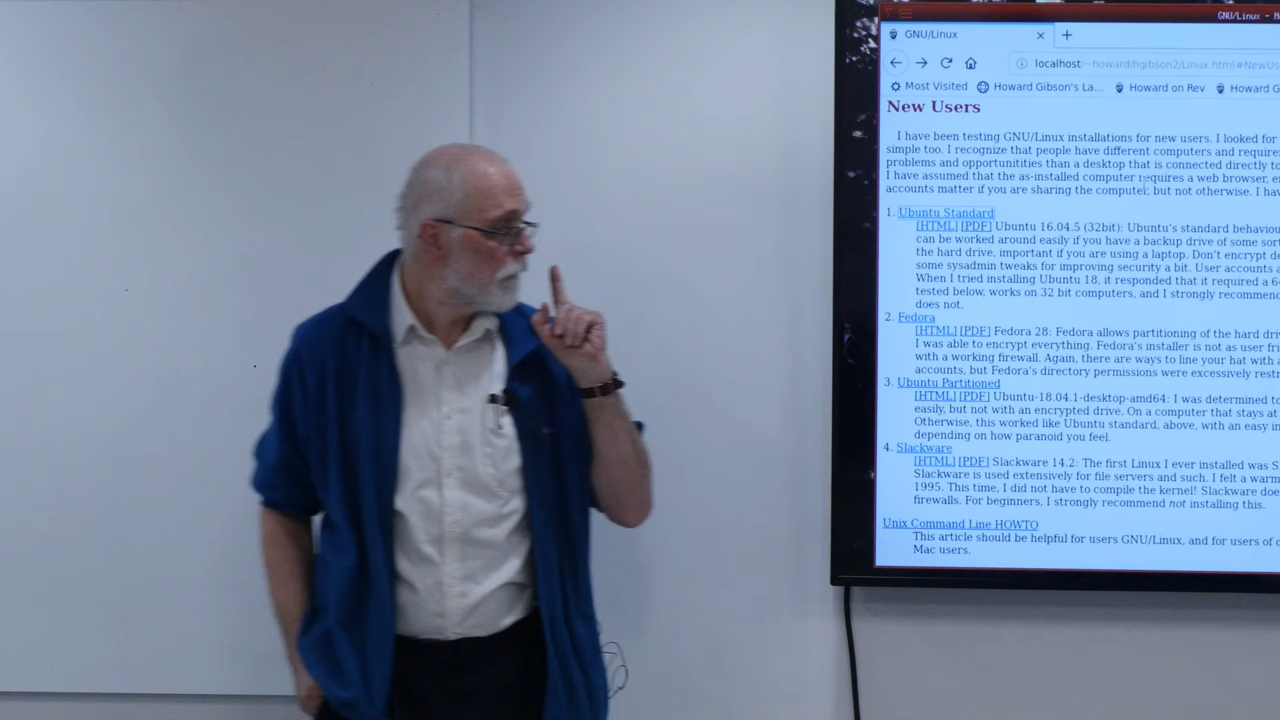 GNU/Linux - M
GNU/Linux
localhost/~howard/hgibson2/Linux.html#NewUs
Most Visited Howard Gibson's La... Howard on Rev Howard G
New Users
I have been testing GNU/Linux installations for new users. I looked for
simple too. I recognize that people have different computers and require
problems and opportunitities than a desktop that is connected directly to
I have assumed that the as-installed computer requires a web browser, e
accounts matter if you are sharing the computer, but not otherwise. I hav
1. Ubuntu Standard
[HTML] [PDF] Ubuntu 16.04.5 (32bit): Ubuntu's standard behaviou
can be worked around easily if you have a backup drive of some sor
the hard drive, important if you are using a laptop. Don't encrypt de
some sysadmin tweaks for improving security a bit. User accounts a
When I tried installing Ubuntu 18, it responded that it required a 6
tested below, works on 32 bit computers, and I strongly recommend
does not.
2. Fedora
[HTML] [PDF] Fedora 28: Fedora allows partitioning of the hard dri
I was able to encrypt everything. Fedora's installer is not as user fri
with a working firewall. Again, there are ways to line your hat with a
accounts, but Fedora's directory permissions were excessively restr
3. Ubuntu Partitioned
[HTML] [PDF] Ubuntu-18.04.1-desktop-amd64: I was determined to
easily, but not with an encrypted drive. On a computer that stays at
Otherwise, this worked like Ubuntu standard, above, with an easy in
depending on how paranoid you feel.
4. Slackware
[HTML] [PDF] Slackware 14.2: The first Linux I ever installed was S
Slackware is used extensively for file servers and such. I felt a warm
1995. This time, I did not have to compile the kernel! Slackware doe
firewalls. For beginners, I strongly recommend not installing this.
Unix Command Line HOWTO
This article should be helpful for users GNU/Linux, and for users of o
Mac users.